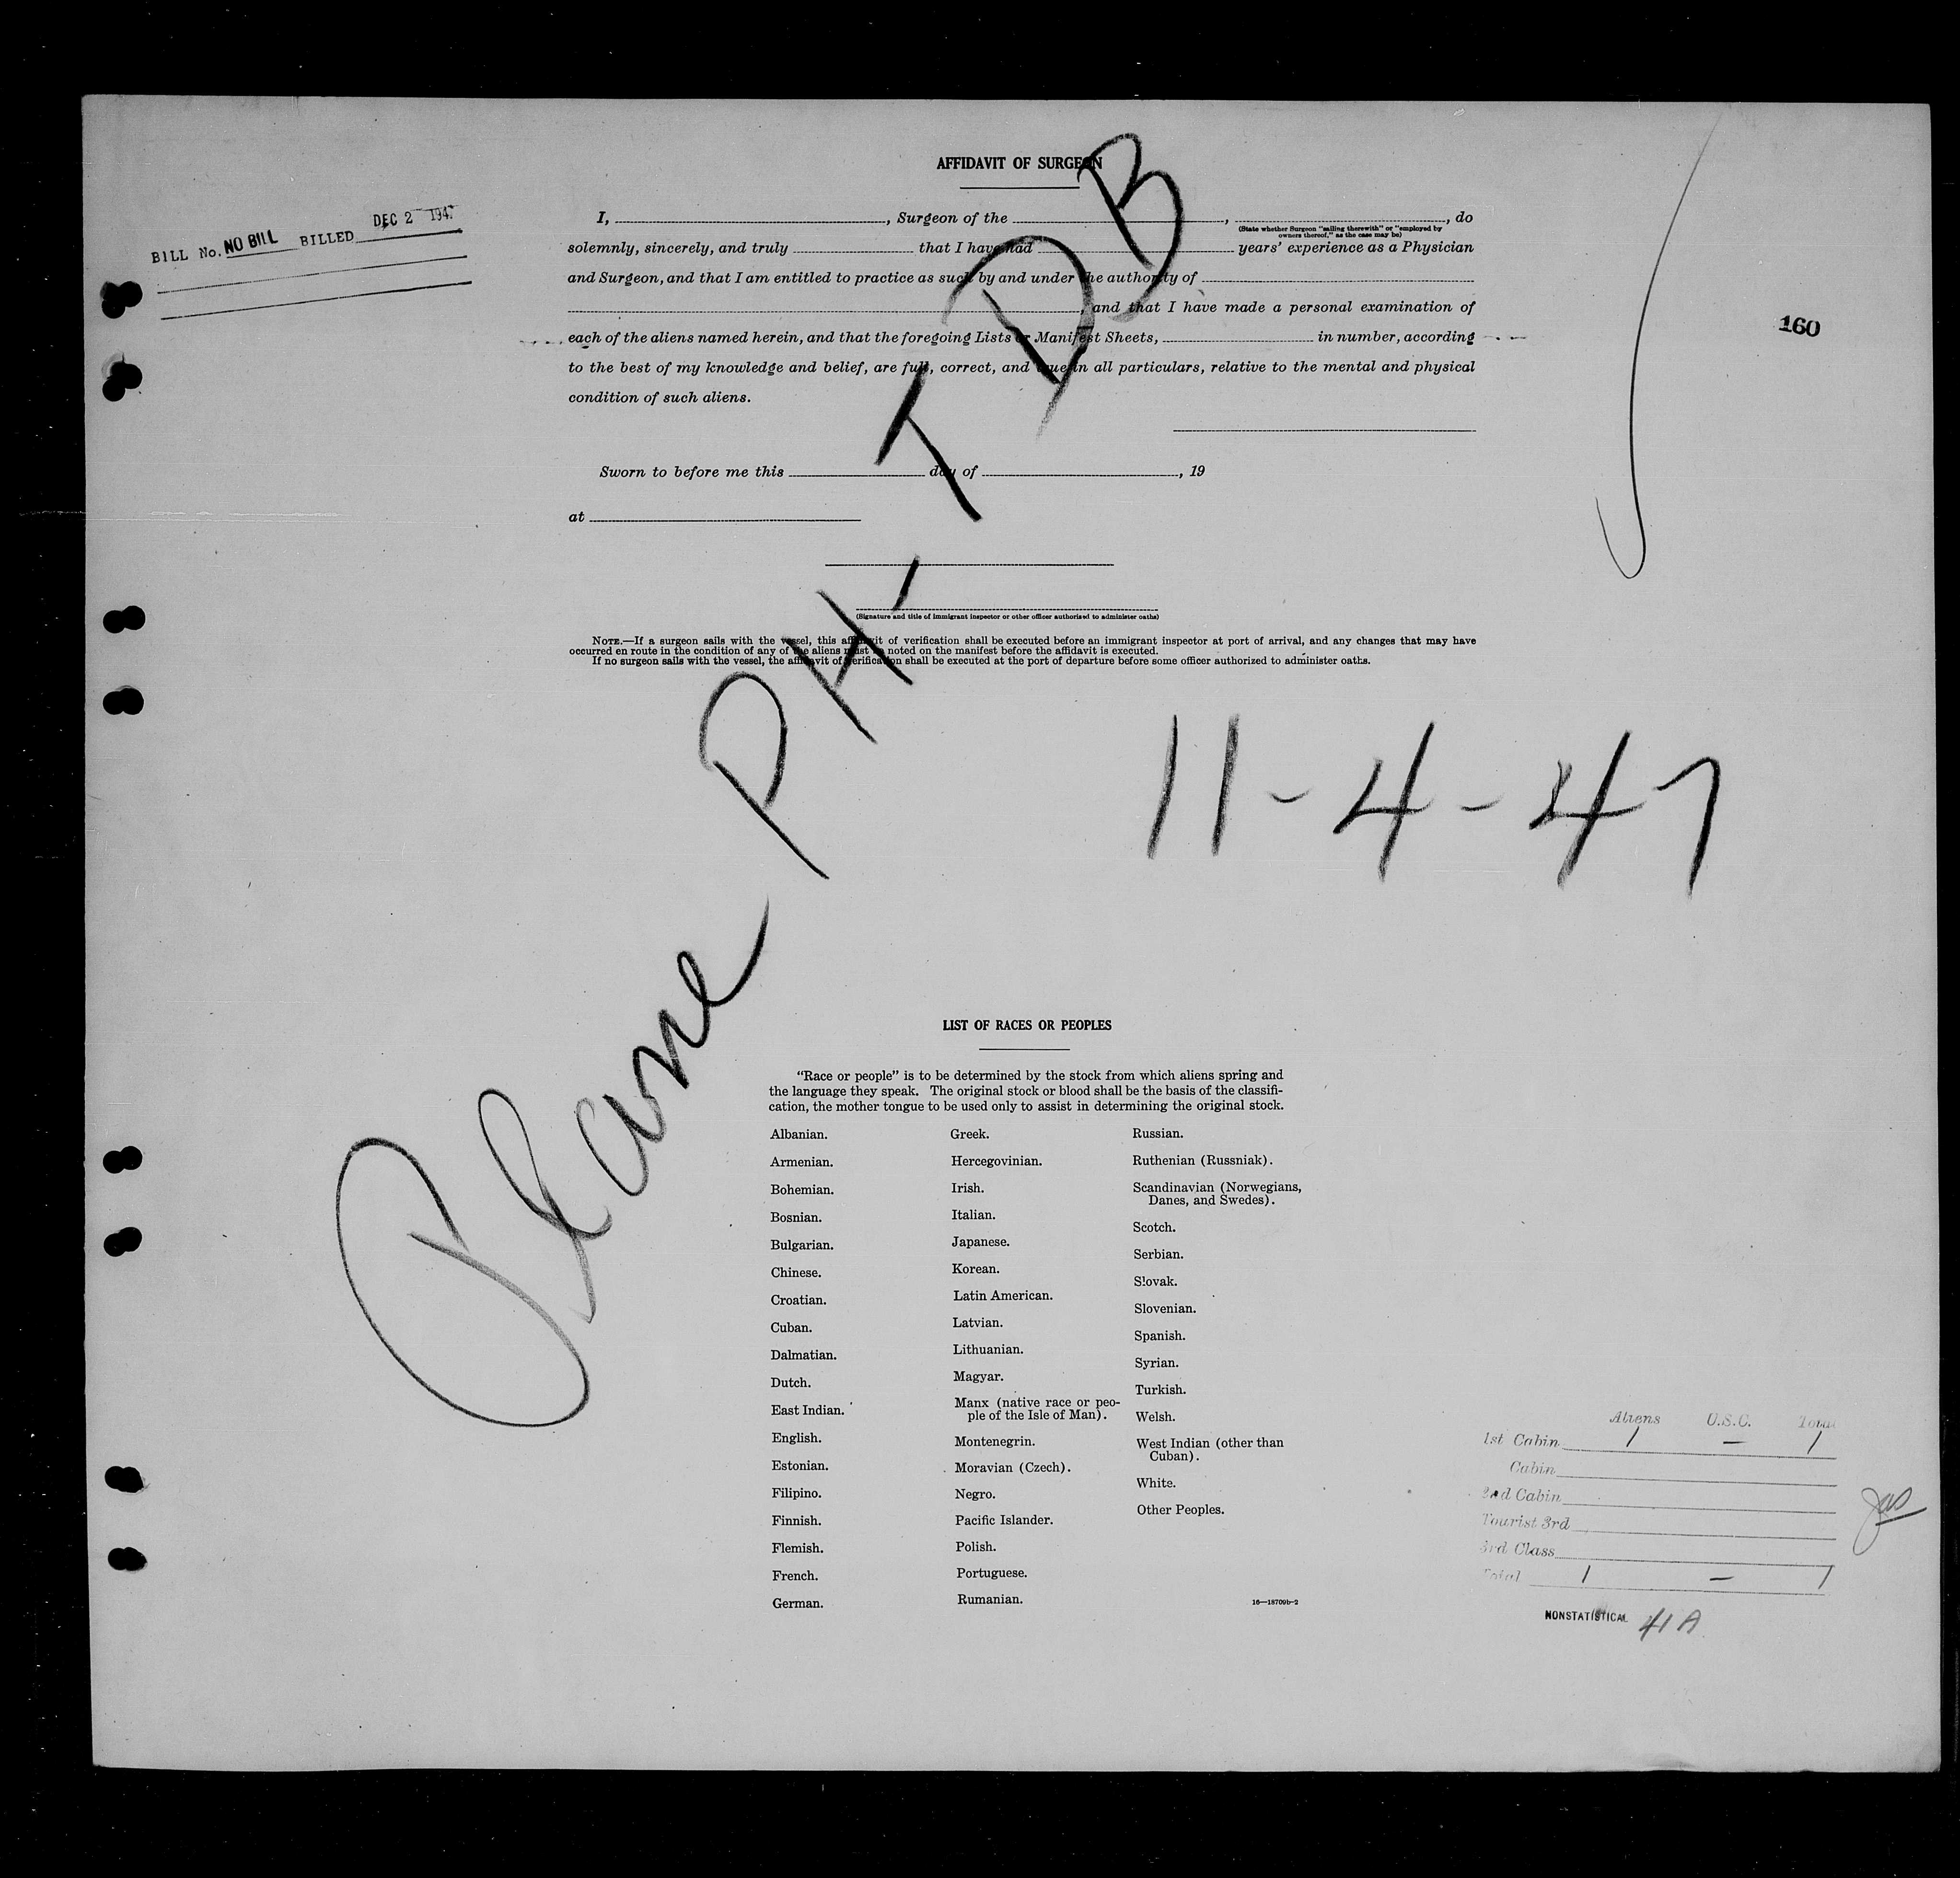 AFFIDAVIT OF SURGEON
BILL No. NO BILL BILLED DEC 2 1947
I, , Surgeon of the , , do
(State whether Surgeon "sailing therewith" or "employed by
owners thereof," as the case may be)
solemnly, sincerely, and truly that I have had years' experience as a Physician
and Surgeon, and that I am entitled to practice as such by and under the authority of
, and that I have made a personal examination of
160
each of the aliens named herein, and that the foregoing Lists or Manifest Sheets, in number, according
to the best of my knowledge and belief, are full, correct, and true in all particulars, relative to the mental and physical
condition of such aliens.
Sworn to before me this day of , 19
at
(Signature and title of immigrant inspector or other officer authorized to administer oaths)
NOTE.—If a surgeon sails with the vessel, this affidavit of verification shall be executed before an immigrant inspector at port of arrival, and any changes that may have
occurred en route in the condition of any of the aliens must be noted on the manifest before the affidavit is executed.
If no surgeon sails with the vessel, the affidavit of verification shall be executed at the port of departure before some officer authorized to administer oaths.
Plane PH-TDB
11-4-47
LIST OF RACES OR PEOPLES
"Race or people" is to be determined by the stock from which aliens spring and
the language they speak. The original stock or blood shall be the basis of the classifi-
cation, the mother tongue to be used only to assist in determining the original stock.
Albanian.
Armenian.
Bohemian.
Bosnian.
Bulgarian.
Chinese.
Croatian.
Cuban.
Dalmatian.
Dutch.
East Indian.
English.
Estonian.
Filipino.
Finnish.
Flemish.
French.
German.
Greek.
Hercegovinian.
Irish.
Italian.
Japanese.
Korean.
Latin American.
Latvian.
Lithuanian.
Magyar.
Manx (native race or peo-
ple of the Isle of Man).
Montenegrin.
Moravian (Czech).
Negro.
Pacific Islander.
Polish.
Portuguese.
Rumanian.
Russian.
Ruthenian (Russniak).
Scandinavian (Norwegians,
Danes, and Swedes).
Scotch.
Serbian.
Slovak.
Slovenian.
Spanish.
Syrian.
Turkish.
Welsh.
West Indian (other than
Cuban).
White.
Other Peoples.
16—18709b-2
Aliens U.S.C. Total
1st Cabin 1 — 1
Cabin
2nd Cabin
Tourist 3rd
3rd Class
Total 1 — 1
NONSTATISTICAL 41A